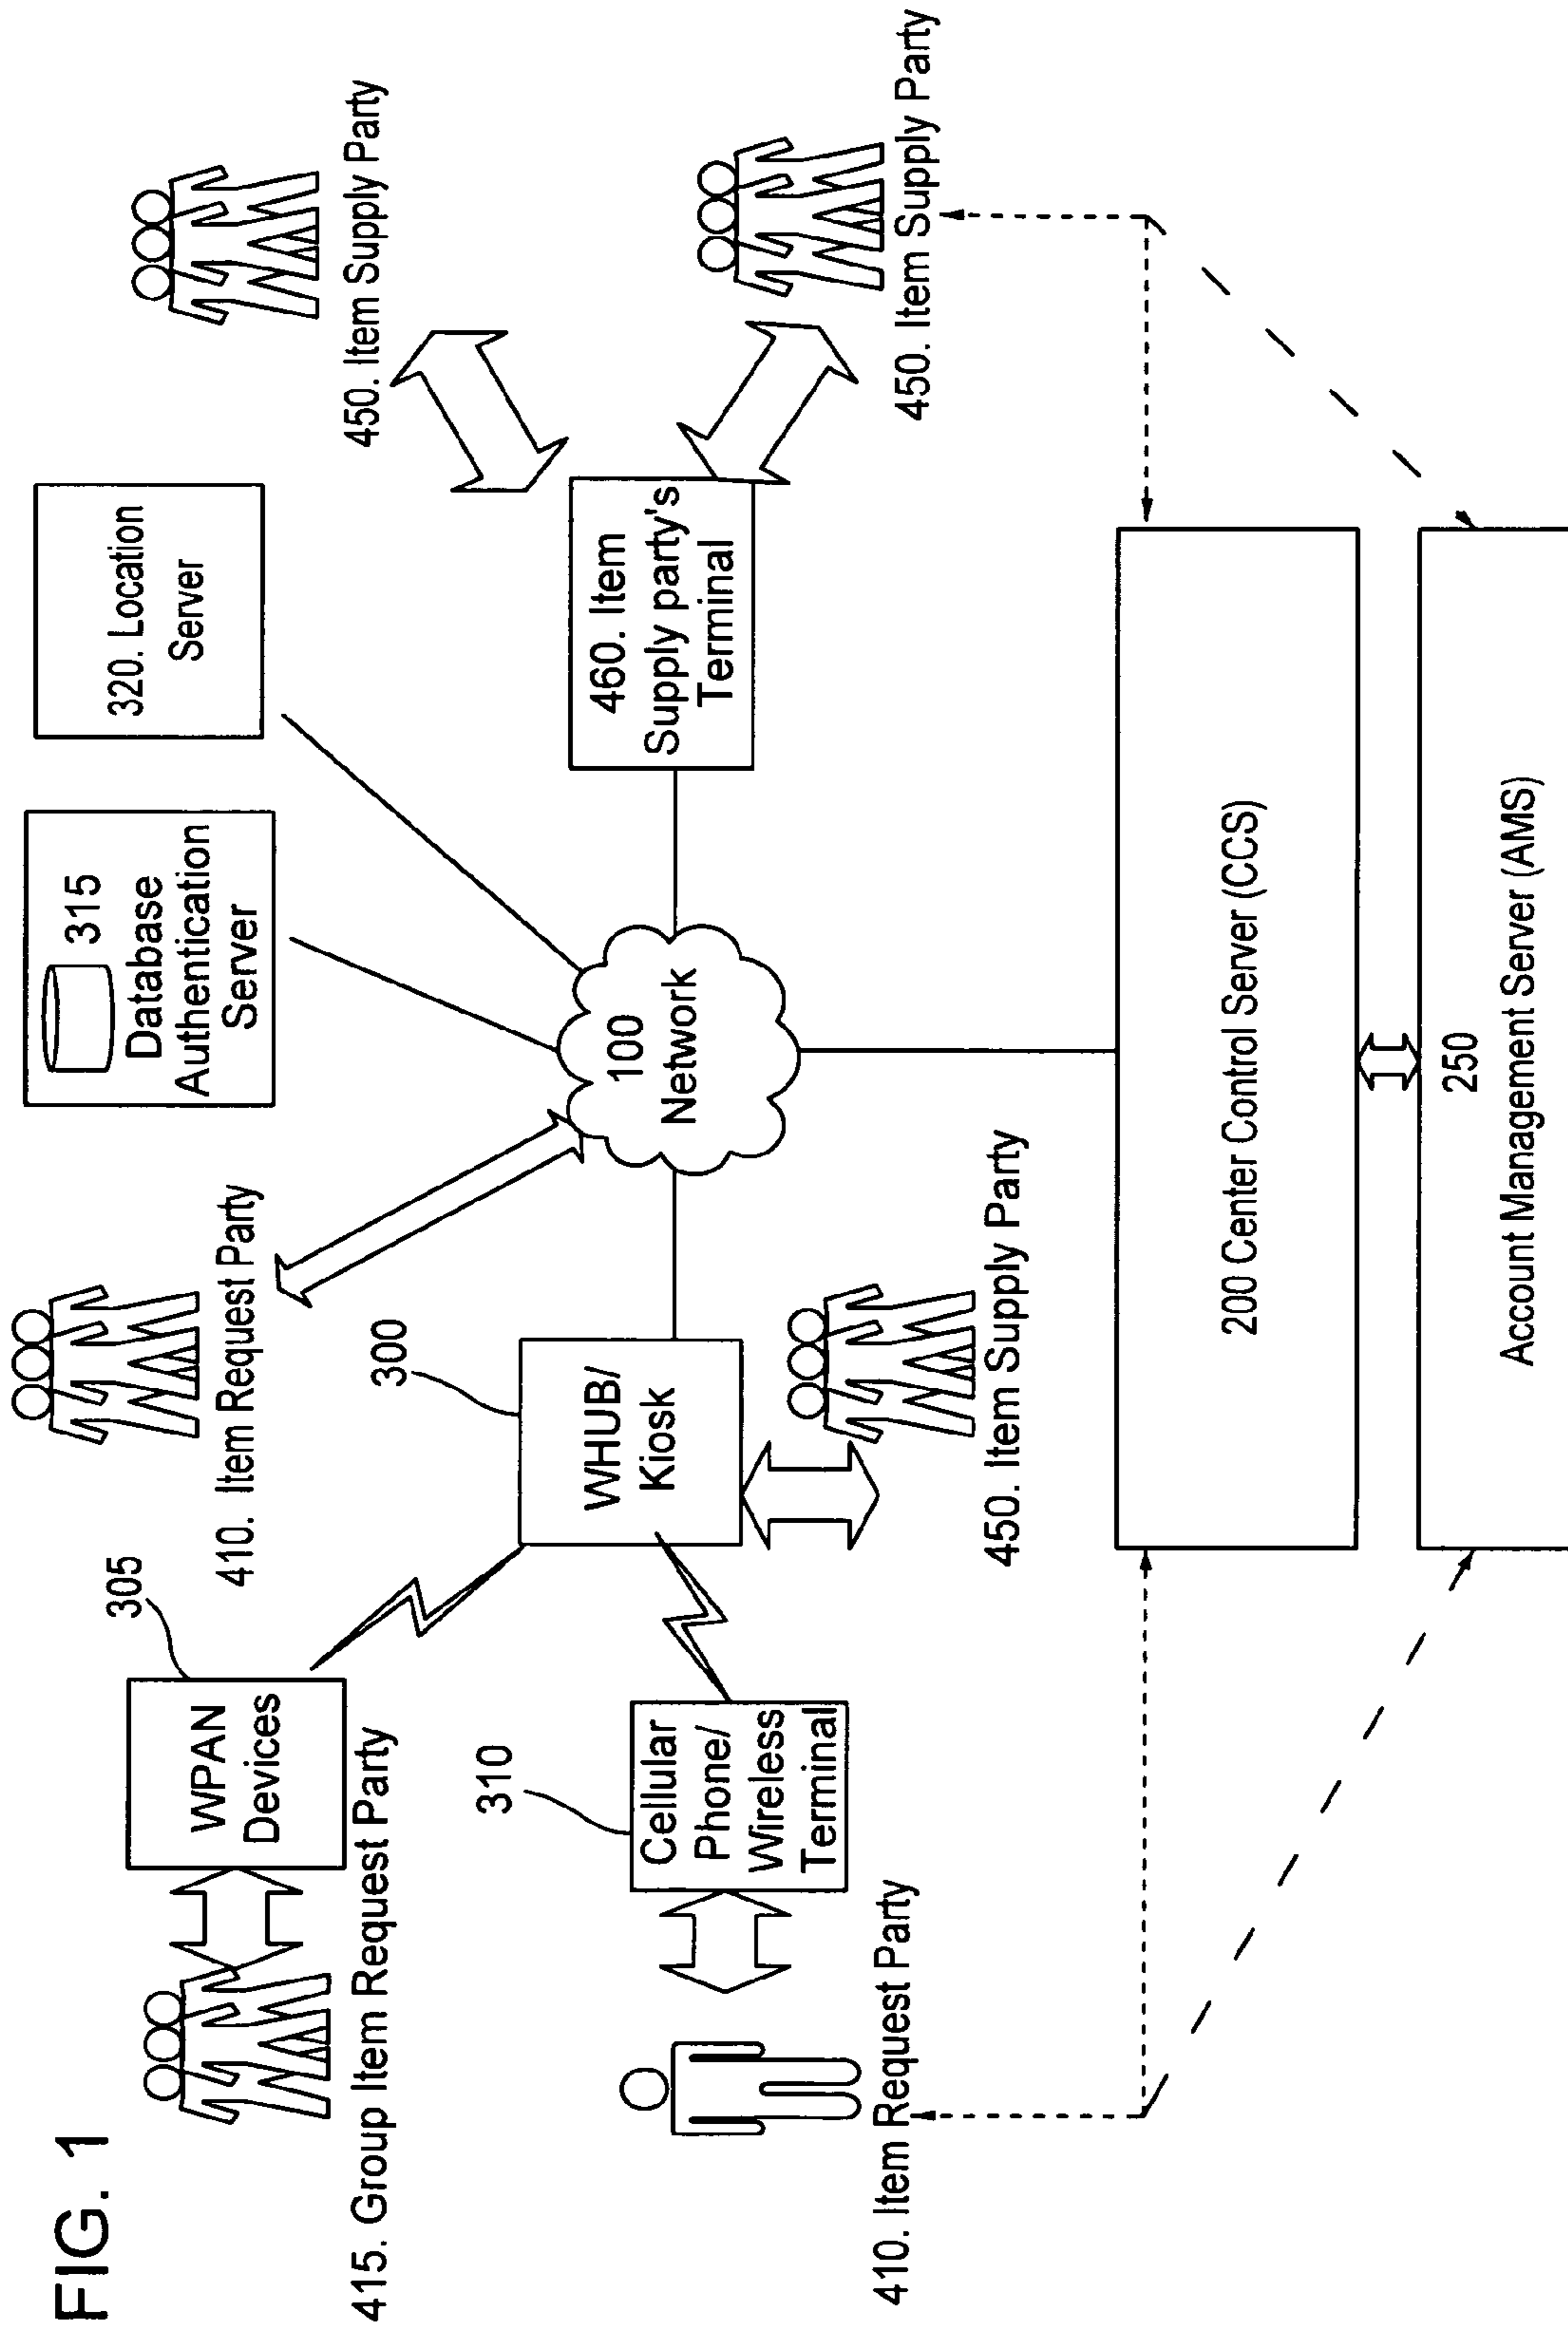 FIG. 1
415. Group Item Request Party
WPAN
Devices
305
410. Item Request Party
315
Database
Authentication
Server
320. Location
Server
450. Item Supply Party
310
Cellular
Phone/
Wireless
Terminal
410. Item Request Party
300
WHUB/
Kiosk
450. Item Supply Party
100
Network
460. Item
Supply party's
Terminal
450. Item Supply Party
200 Center Control Server (CCS)
250
Account Management Server (AMS)